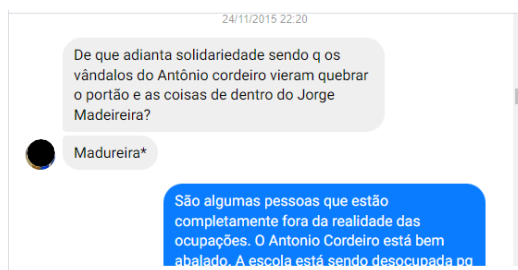 24/11/2015 22:20
De que adianta solidariedade sendo q os
vândalos do Antônio cordeiro vieram quebrar
o portão e as coisas de dentro do Jorge
Madeireira?
Madureira*
São algumas pessoas que estão
completamente fora da realidade das
ocupações. O Antonio Cordeiro está bem
abalado. A escola está sendo desocupada pq